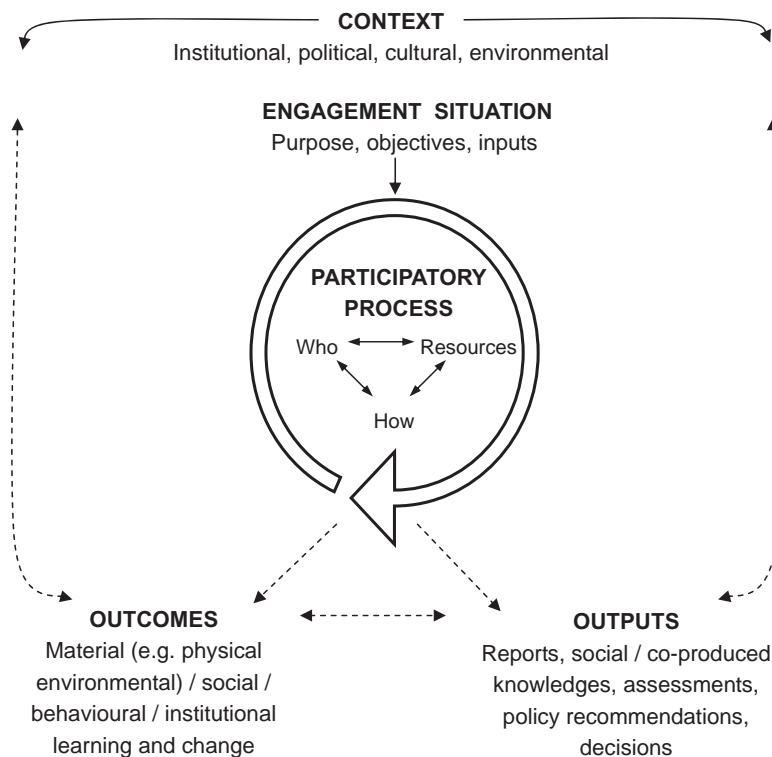 CONTEXT
Institutional, political, cultural, environmental
ENGAGEMENT SITUATION
Purpose, objectives, inputs
PARTICIPATORY
PROCESS
Who
Resources
How
OUTCOMES
Material (e.g. physical
environmental) / social /
behavioural / institutional
learning and change
OUTPUTS
Reports, social / co-produced
knowledges, assessments,
policy recommendations,
decisions